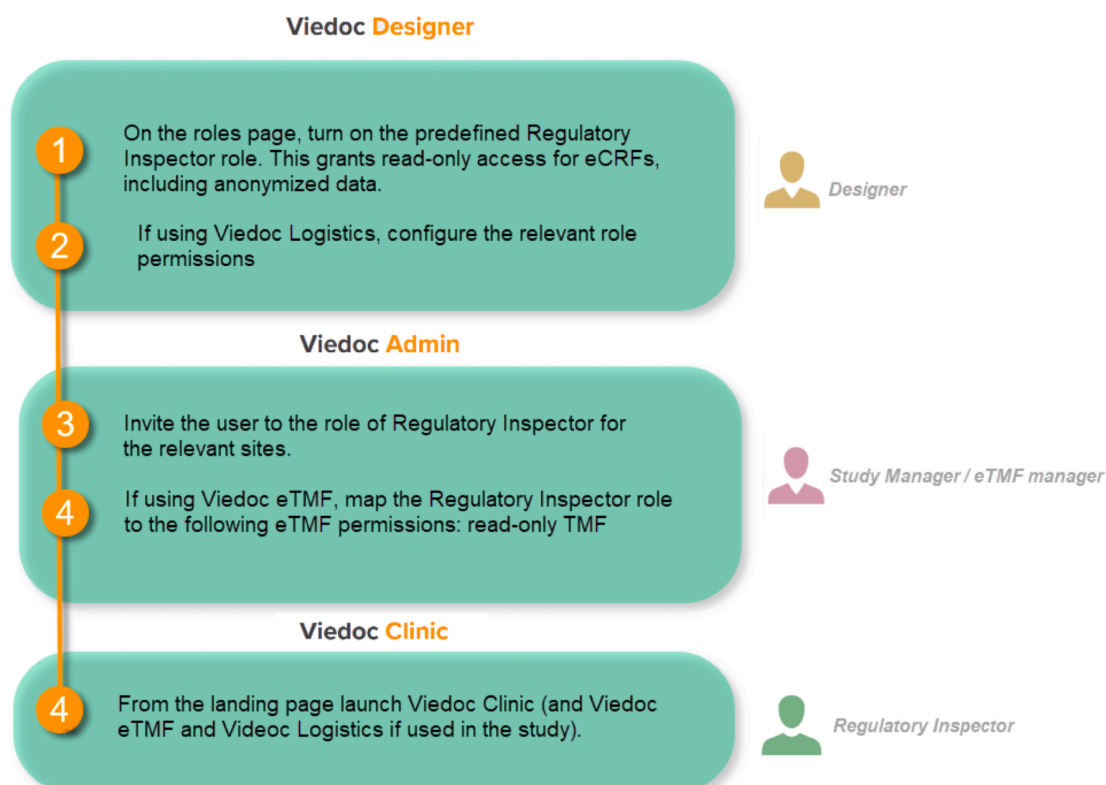 Viedoc Designer
1
On the roles page, turn on the predefined Regulatory
Inspector role. This grants read-only access for eCRFs,
including anonymized data.
2
If using Viedoc Logistics, configure the relevant role
permissions
Designer
Viedoc Admin
3
Invite the user to the role of Regulatory Inspector for
the relevant sites.
4
If using Viedoc eTMF, map the Regulatory Inspector role
to the following eTMF permissions: read-only TMF
Study Manager / eTMF manager
Viedoc Clinic
4
From the landing page launch Viedoc Clinic (and Viedoc
eTMF and Videoc Logistics if used in the study).
Regulatory Inspector